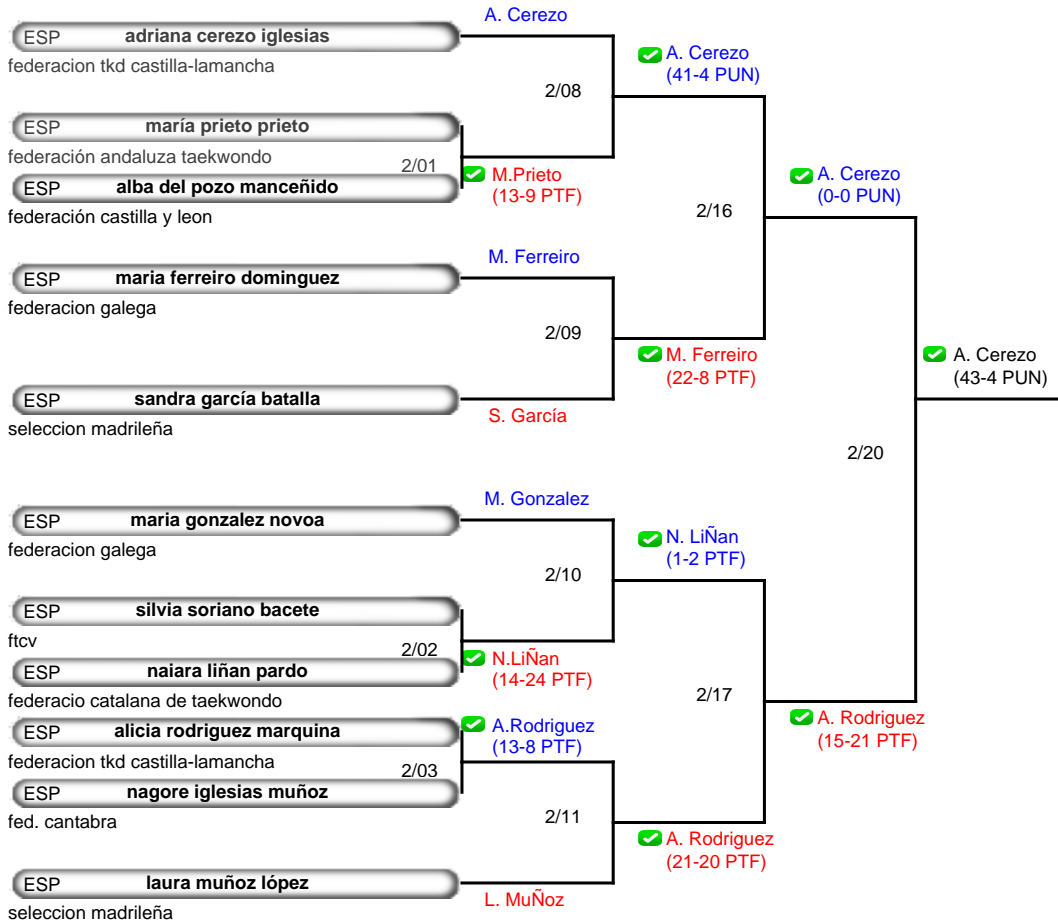 A. Cerezo
ESP adriana cerezo iglesias
federacion tkd castilla-lamancha
A. Cerezo
(41-4 PUN)
2/08
ESP maría prieto prieto
federación andaluza taekwondo
2/01
M.Prieto
(13-9 PTF)
ESP alba del pozo manceñido
federación castilla y leon
A. Cerezo
(0-0 PUN)
2/16
M. Ferreiro
ESP maria ferreiro dominguez
federacion galega
2/09
M. Ferreiro
(22-8 PTF)
A. Cerezo
(43-4 PUN)
ESP sandra garcía batalla
S. García
seleccion madrileña
2/20
M. Gonzalez
ESP maria gonzalez novoa
federacion galega
N. LiÑan
(1-2 PTF)
2/10
ESP silvia soriano bacete
ftcv
2/02
N.LiÑan
(14-24 PTF)
ESP naiara liñan pardo
federacio catalana de taekwondo
2/17
A. Rodriguez
(15-21 PTF)
ESP alicia rodriguez marquina
A.Rodriguez
(13-8 PTF)
federacion tkd castilla-lamancha
2/03
ESP nagore iglesias muñoz
fed. cantabra
2/11
A. Rodriguez
(21-20 PTF)
ESP laura muñoz lópez
L. MuÑoz
seleccion madrileña